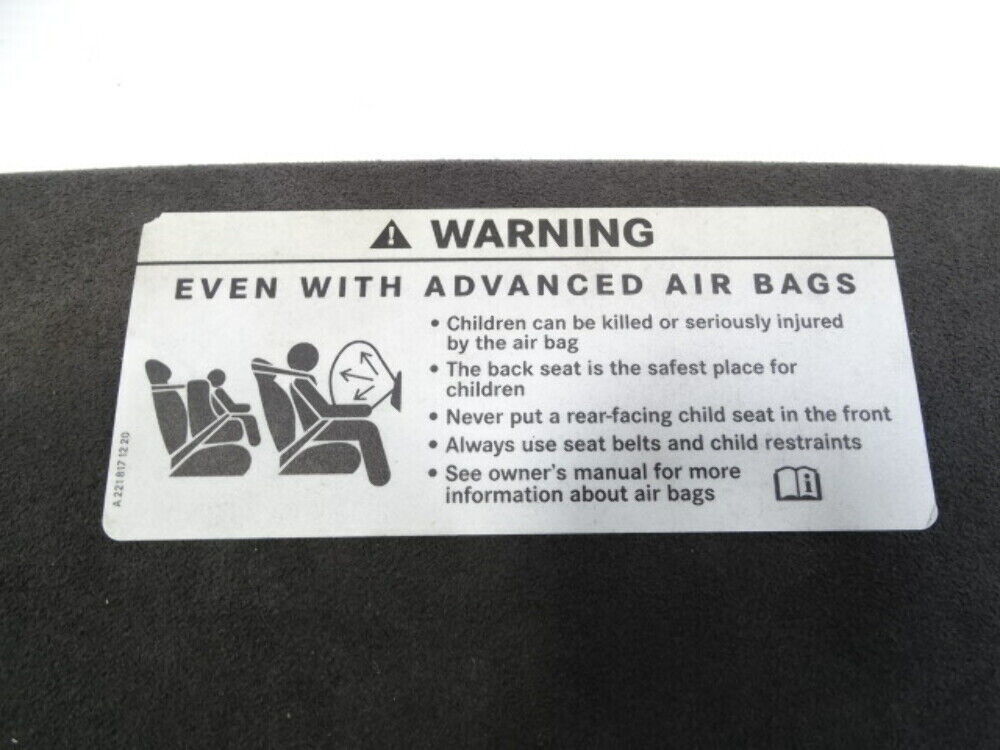 WARNING
EVEN WITH ADVANCED AIR BAGS
• Children can be killed or seriously injured
by the air bag
• The back seat is the safest place for
children
• Never put a rear-facing child seat in the front
• Always use seat belts and child restraints
• See owner's manual for more
information about air bags
A 221 817 12 20